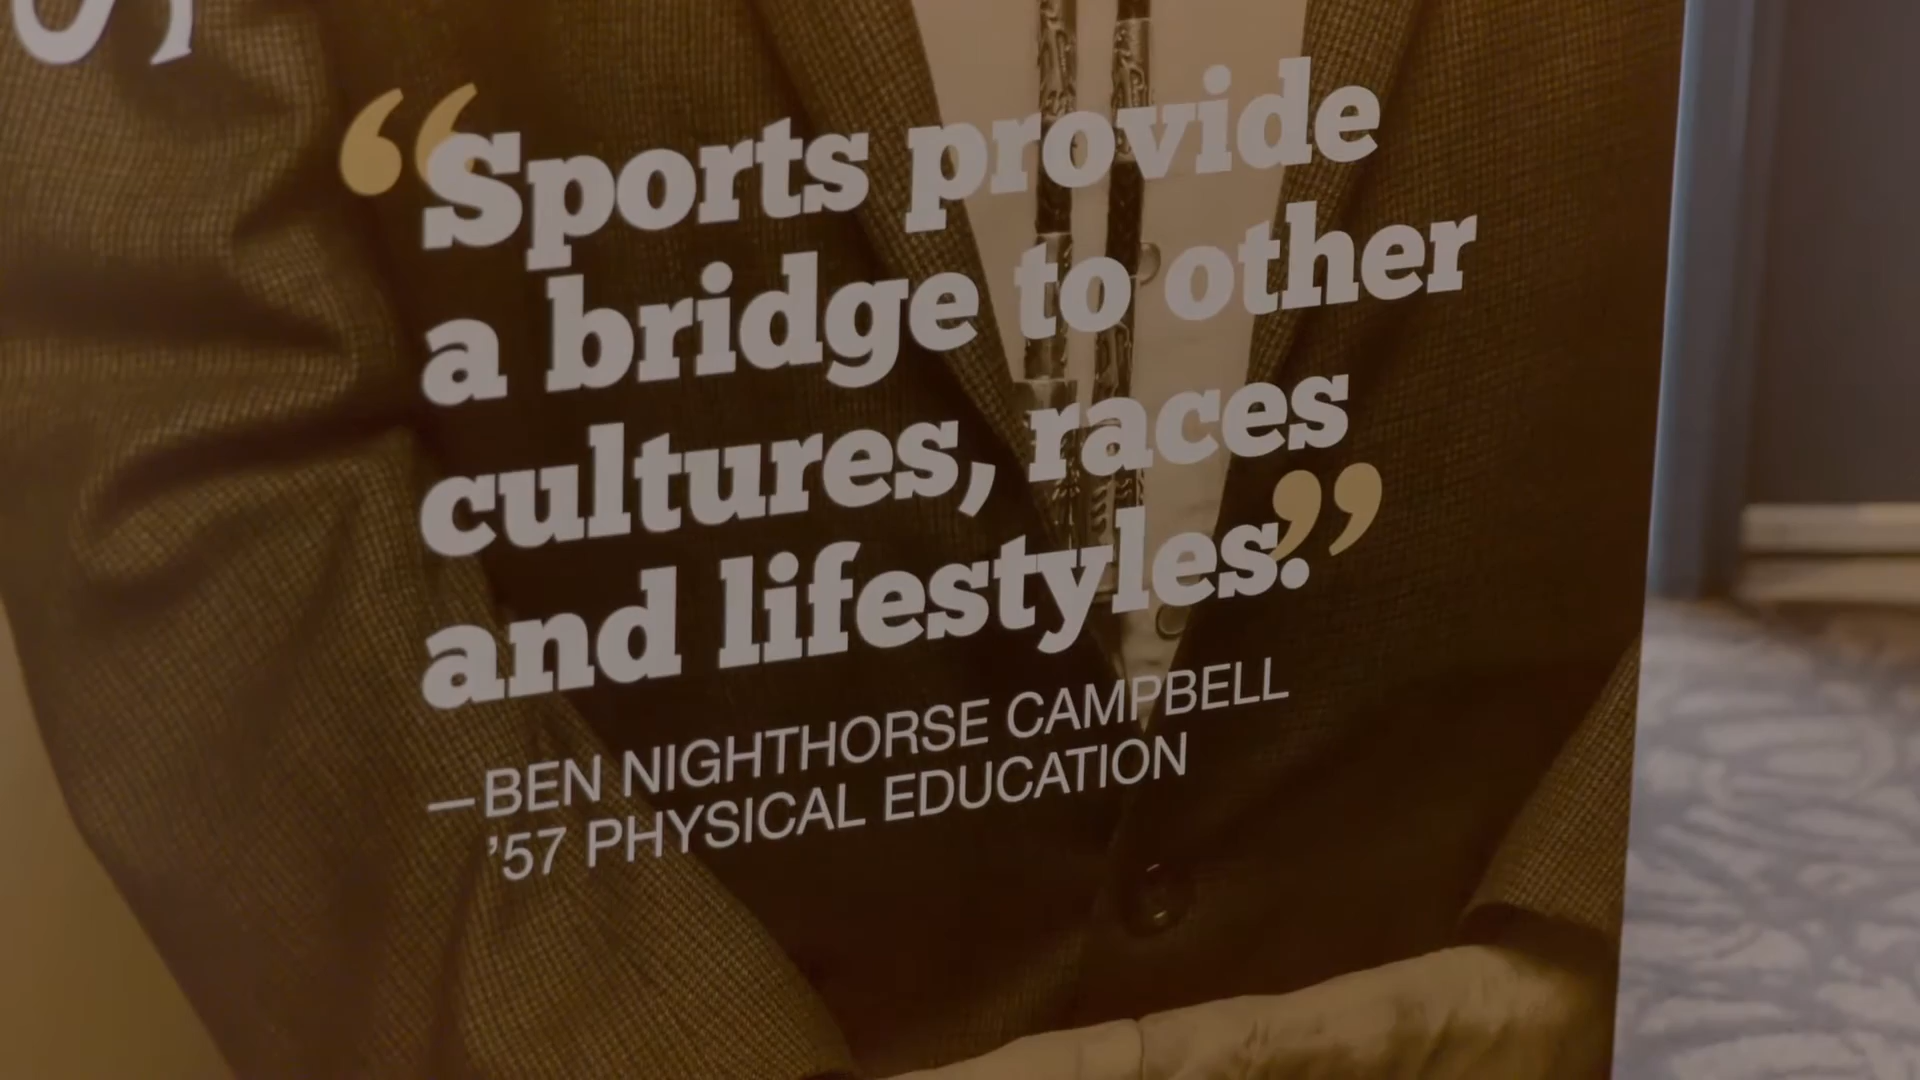 “Sports provide
a bridge to other
cultures, races
and lifestyles.”
—BEN NIGHTHORSE CAMPBELL
’57 PHYSICAL EDUCATION